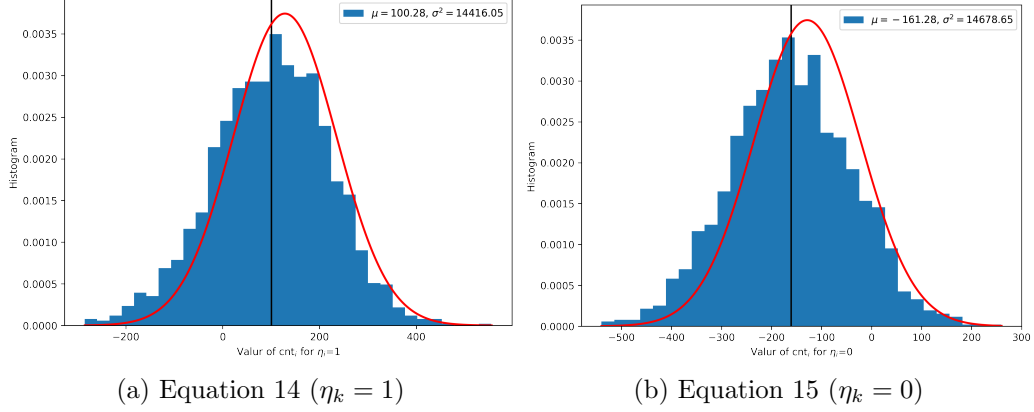 μ = 100.28, σ² = 14416.05
0.0035
0.0030
0.0025
0.0020
0.0015
0.0010
0.0005
0.0000
Histogram
−200 0 200 400
Valur of cntᵢ for ηᵢ=1
(a) Equation 14 (ηₖ = 1)
μ = −161.28, σ² = 14678.65
0.0035
0.0030
0.0025
0.0020
0.0015
0.0010
0.0005
0.0000
Histogram
−500 −400 −300 −200 −100 0 100 200 300
Valur of cntᵢ for ηᵢ=0
(b) Equation 15 (ηₖ = 0)